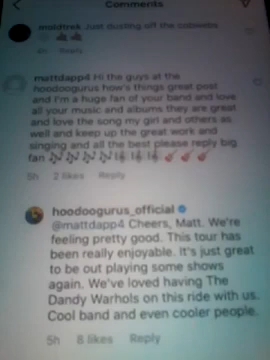 Comments
maldtrek Just dusting off the cobwebs
6h Reply
mattdapp4 Hi the guys at the
hoodoogurus how's things great post
and I'm a huge fan of your band and love
all your music and albums they are great
and love the song my girl and others as
well and keep up the great work and
singing and all the best please reply big
fan
5h 2 likes Reply
hoodoogurus_official
@mattdapp4 Cheers, Matt. We're
feeling pretty good. This tour has
been really enjoyable. It's just great
to be out playing some shows
again. We've loved having The
Dandy Warhols on this ride with us.
Cool band and even cooler people.
5h 8 likes Reply